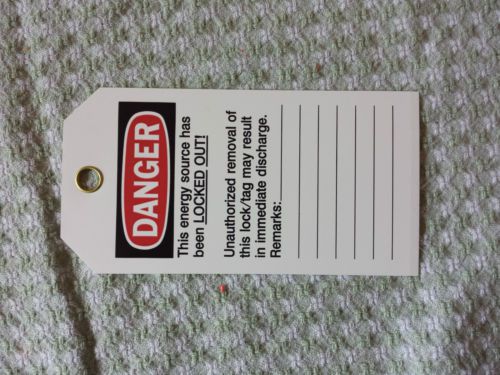 DANGER
This energy source has
been LOCKED OUT!
Unauthorized removal of
this lock/tag may result
in immediate discharge.
Remarks: